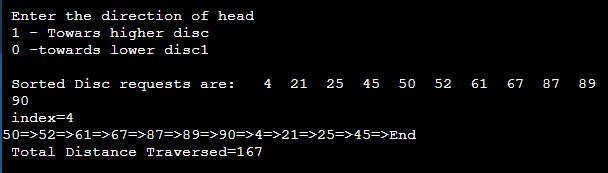 Enter the direction of head
1 - Towars higher disc
0 -towards lower disc1
Sorted Disc requests are:   4  21  25  45  50  52  61  67  87  89
90
index=4
50=>52=>61=>67=>87=>89=>90=>4=>21=>25=>45=>End
Total Distance Traversed=167